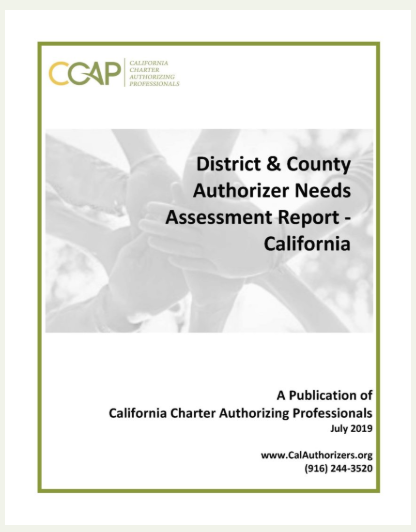 CCAP
CALIFORNIA
CHARTER
AUTHORIZING
PROFESSIONALS
District & County
Authorizer Needs
Assessment Report -
California
A Publication of
California Charter Authorizing Professionals
July 2019
www.CalAuthorizers.org
(916) 244-3520